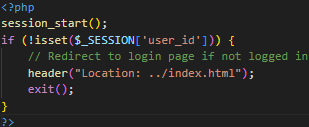 <?php
session_start();
if (!isset($_SESSION['user_id'])) {
    // Redirect to login page if not logged in
    header("Location: ../index.html");
    exit();
}
?>